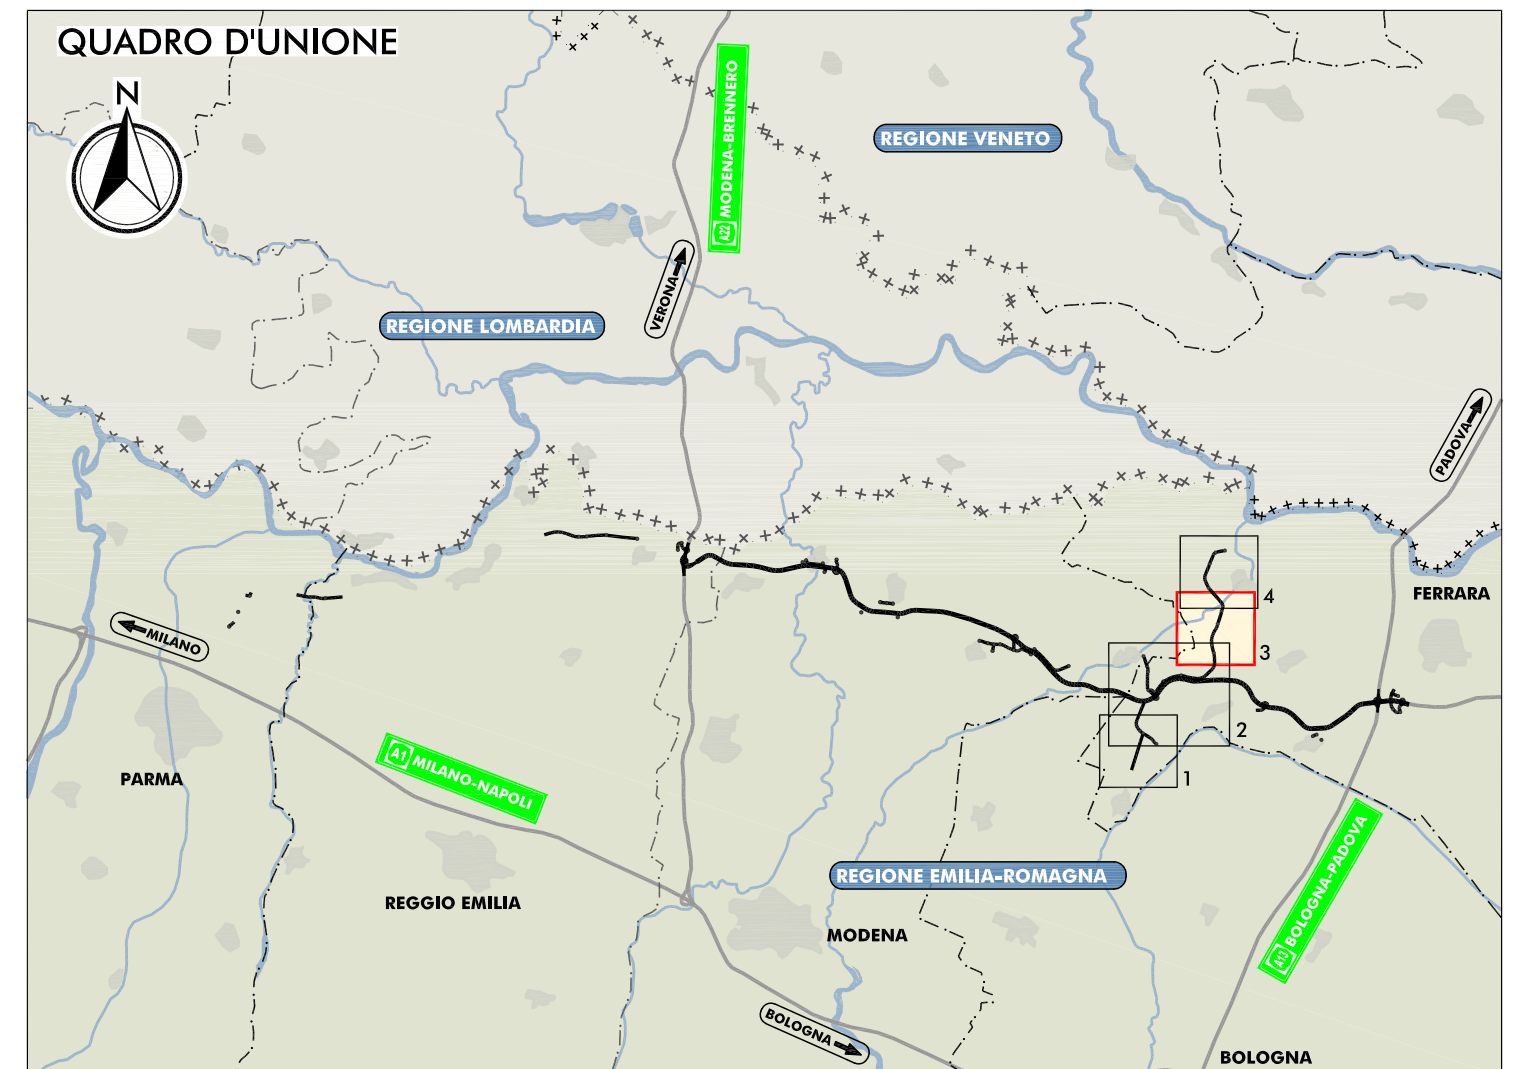 QUADRO D'UNIONE
N
A22 MODENA-BRENNERO
REGIONE VENETO
VERONA
REGIONE LOMBARDIA
PADOVA
FERRARA
4
MILANO
3
2
1
PARMA
A1 MILANO-NAPOLI
A13 BOLOGNA-PADOVA
REGIONE EMILIA-ROMAGNA
REGGIO EMILIA
MODENA
BOLOGNA
BOLOGNA